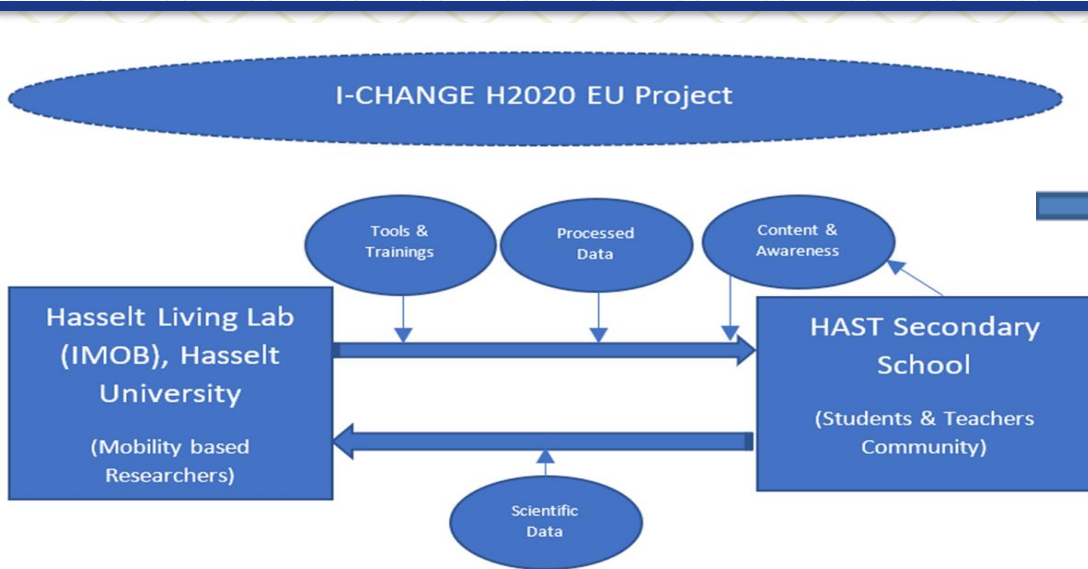 I-CHANGE H2020 EU Project
Tools &
Trainings
Processed
Data
Content &
Awareness
Hasselt Living Lab
(IMOB), Hasselt
University
(Mobility based
Researchers)
HAST Secondary
School
(Students & Teachers
Community)
Scientific
Data